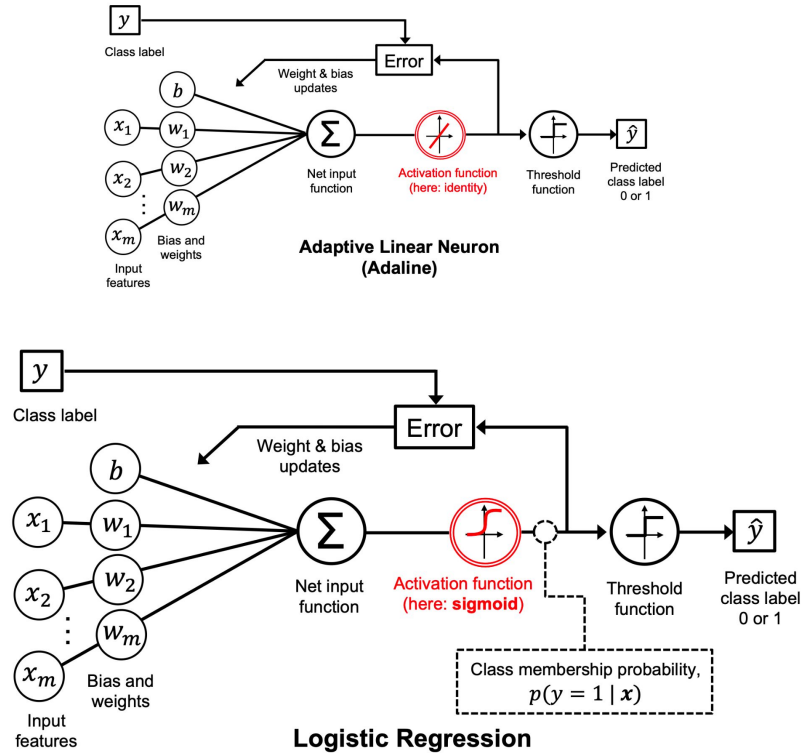 y
Class label
Error
Weight & bias
updates
b
x₁
w₁
x₂
w₂
⋮
xₘ
wₘ
Σ
Net input
function
Activation function
(here: identity)
Threshold
function
ŷ
Predicted
class label
0 or 1
Bias and
weights
Input
features
Adaptive Linear Neuron
(Adaline)
y
Class label
Error
Weight & bias
updates
b
x₁
w₁
x₂
w₂
⋮
xₘ
wₘ
Σ
Net input
function
Activation function
(here: sigmoid)
Threshold
function
ŷ
Predicted
class label
0 or 1
Class membership probability,
p(y = 1 | x)
Bias and
weights
Input
features
Logistic Regression